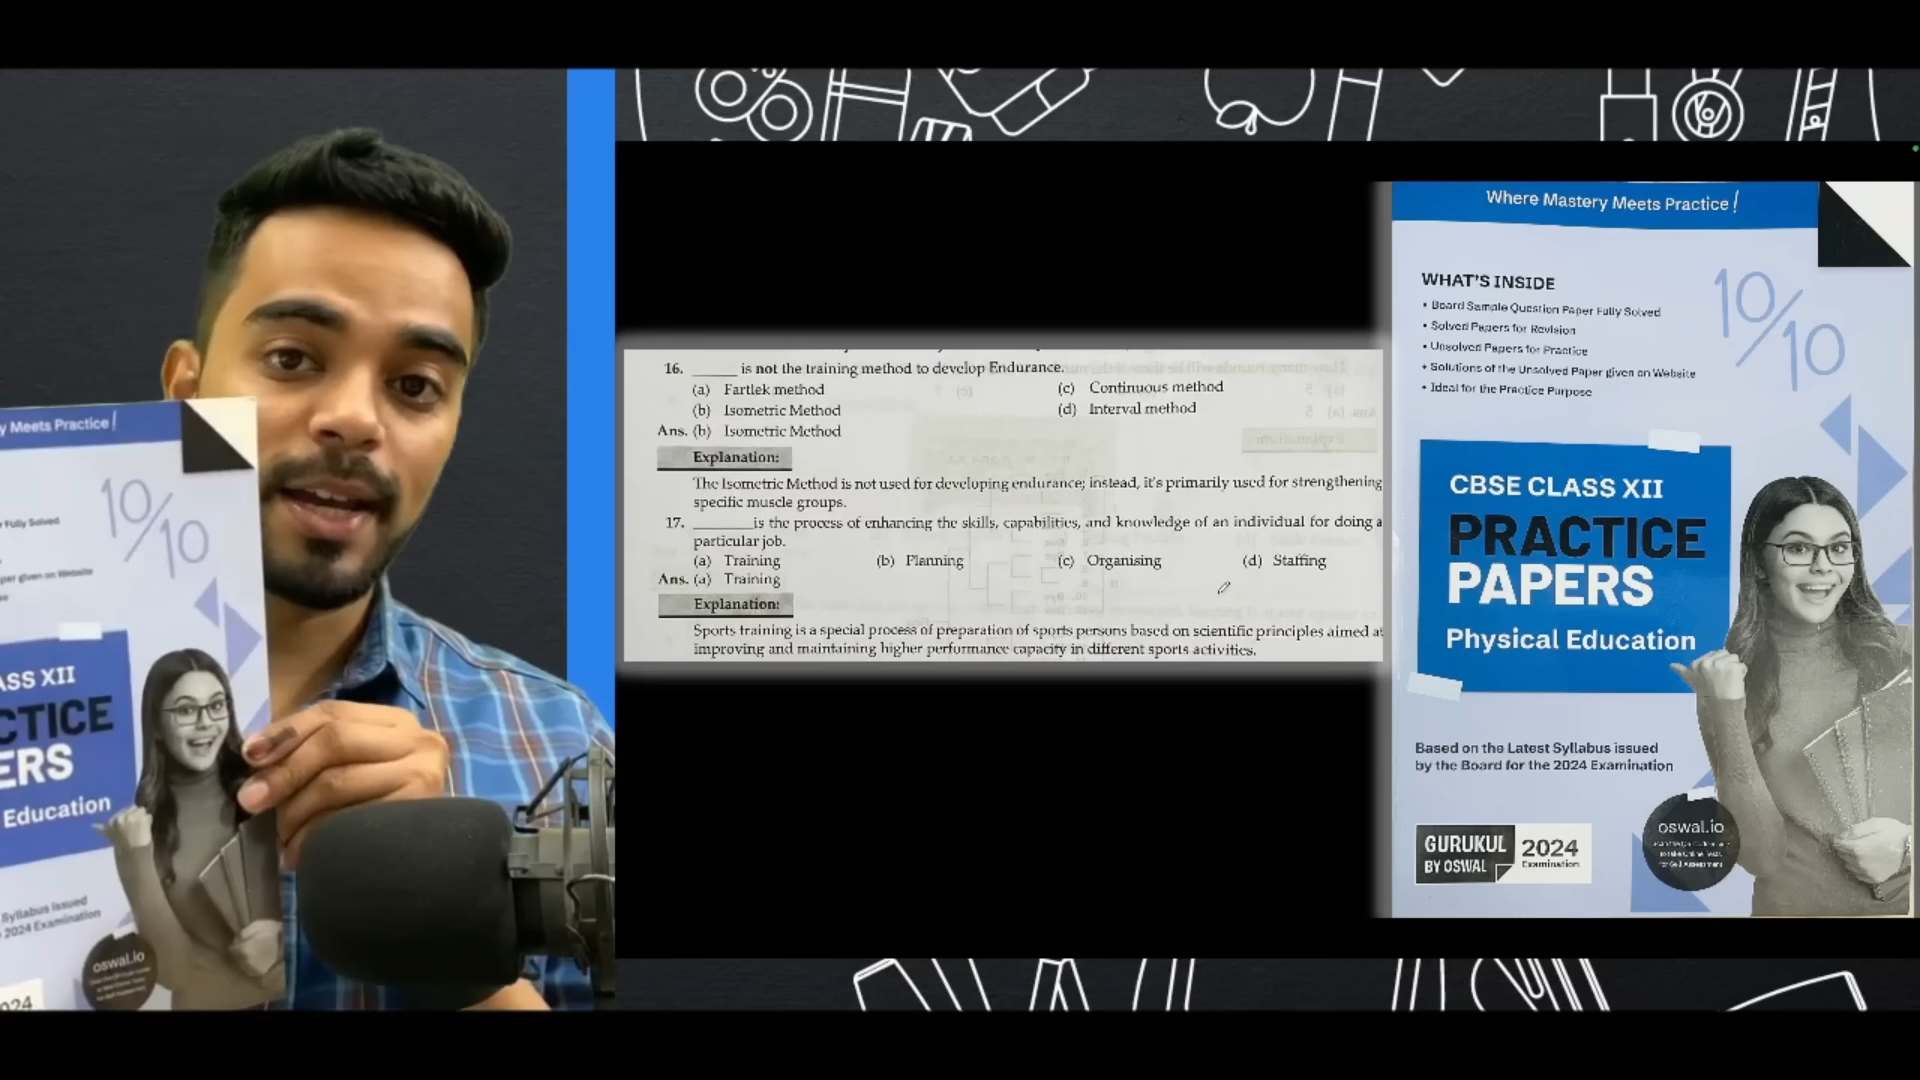 y Meets Practice!
10/10
Fully Solved
per given on Website
ASS XII
CTICE
ERS
Education
Syllabus issued
2024 Examination
oswal.io
024
16. ______ is not the training method to develop Endurance.
(a) Fartlek method (c) Continuous method
(b) Isometric Method (d) Interval method
Ans. (b) Isometric Method
Explanation:
The Isometric Method is not used for developing endurance; instead, it's primarily used for strengthening
specific muscle groups.
17. ________ is the process of enhancing the skills, capabilities, and knowledge of an individual for doing a
particular job.
(a) Training (b) Planning (c) Organising (d) Staffing
Ans. (a) Training
Explanation:
Sports training is a special process of preparation of sports persons based on scientific principles aimed at
improving and maintaining higher performance capacity in different sports activities.
Where Mastery Meets Practice!
WHAT'S INSIDE
• Board Sample Question Paper Fully Solved
• Solved Papers for Revision
• Unsolved Papers for Practice
• Solutions of the Unsolved Paper given on Website
• Ideal for the Practice Purpose
10/10
CBSE CLASS XII
PRACTICE
PAPERS
Physical Education
Based on the Latest Syllabus issued
by the Board for the 2024 Examination
GURUKUL
BY OSWAL
2024
Examination
oswal.io